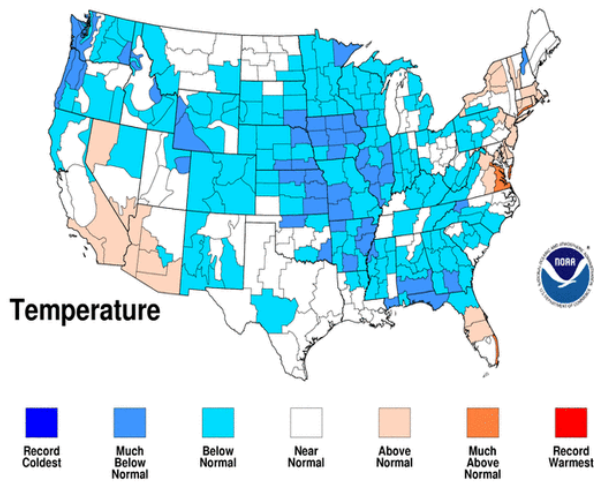 NOAA
Temperature
Record
Coldest
Much
Below
Normal
Below
Normal
Near
Normal
Above
Normal
Much
Above
Normal
Record
Warmest